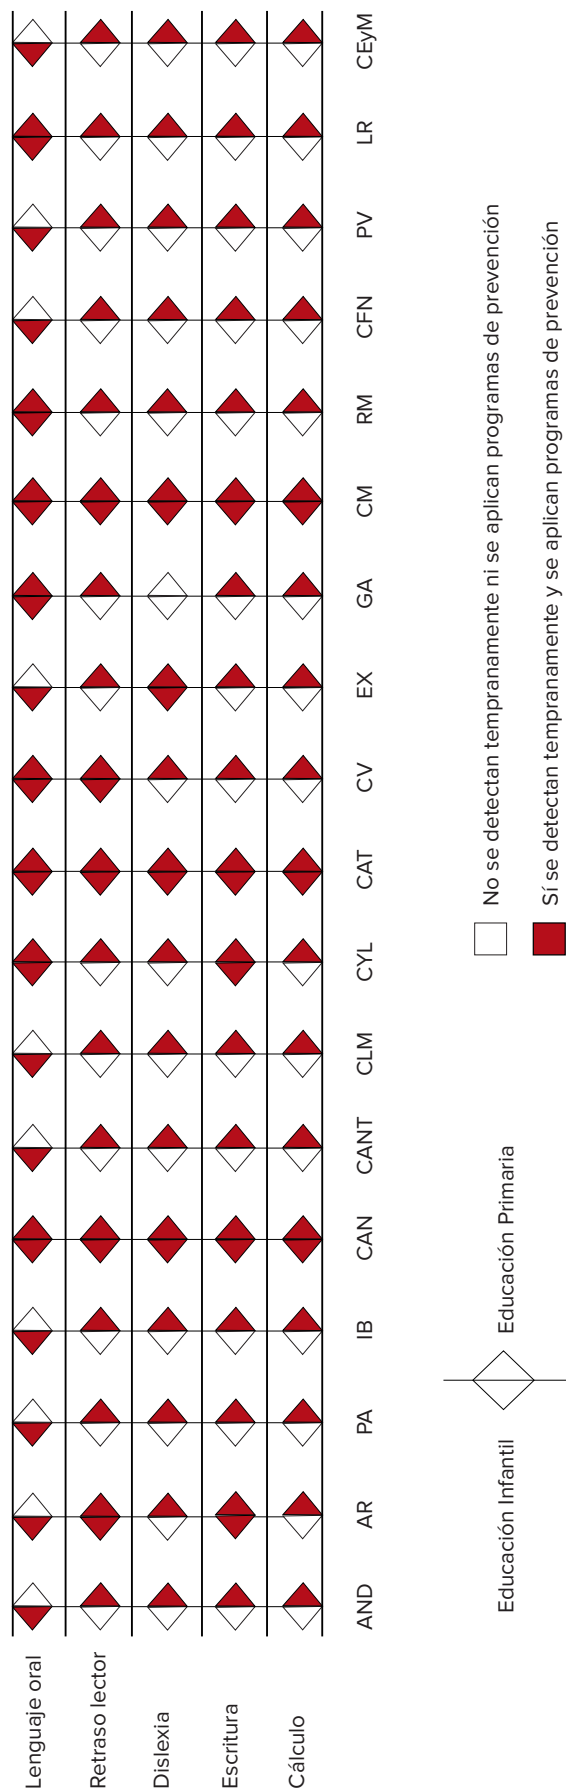 Lenguaje oral
Retraso lector
Dislexia
Escritura
Cálculo
AND AR PA IB CAN CANT CLM CYL CAT CV EX GA CM RM CFN PV LR CEyM
Educación Infantil Educación Primaria
No se detectan tempranamente ni se aplican programas de prevención
Sí se detectan tempranamente y se aplican programas de prevención